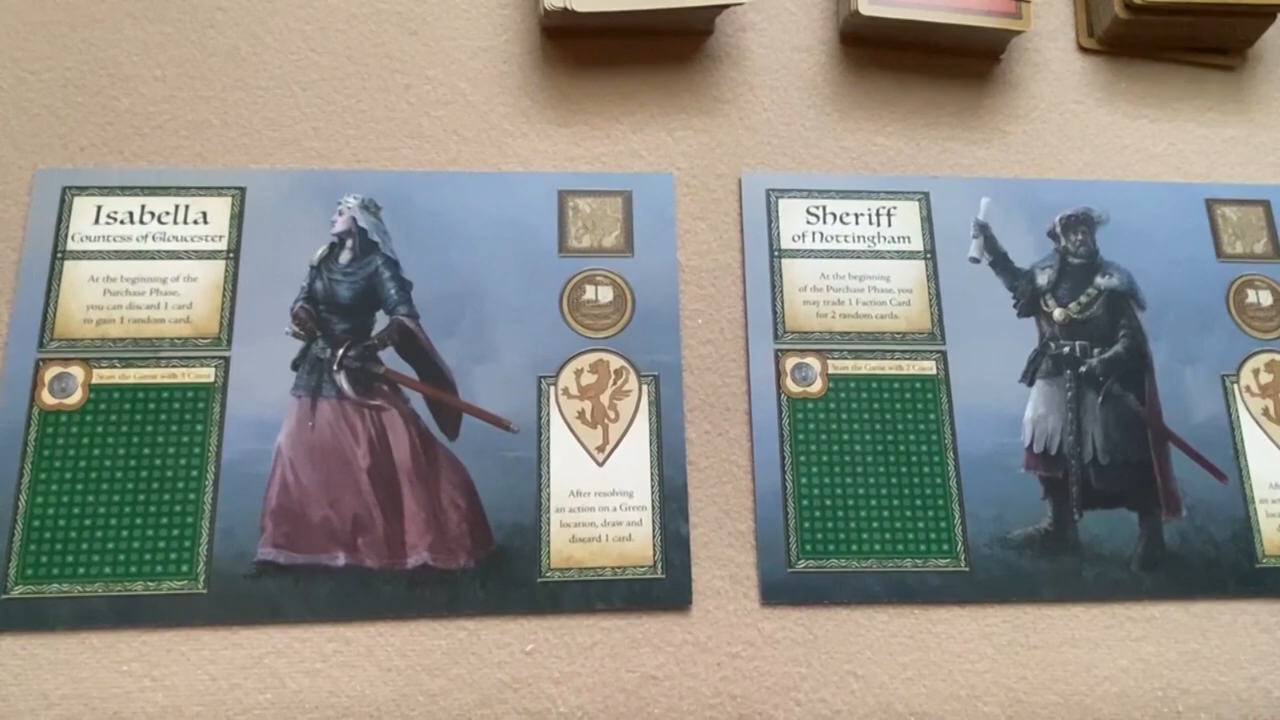 Isabella
Countess of Gloucester
At the beginning of the
Purchase Phase,
you can discard 1 card
to gain 1 random card.
Start the Game with 3 Coins
After resolving
an action on a Green
location, draw and
discard 1 card.
Sheriff
of Nottingham
At the beginning
of the Purchase Phase, you
may trade 1 Faction Card
for 2 random cards.
Start the Game with 2 Coins